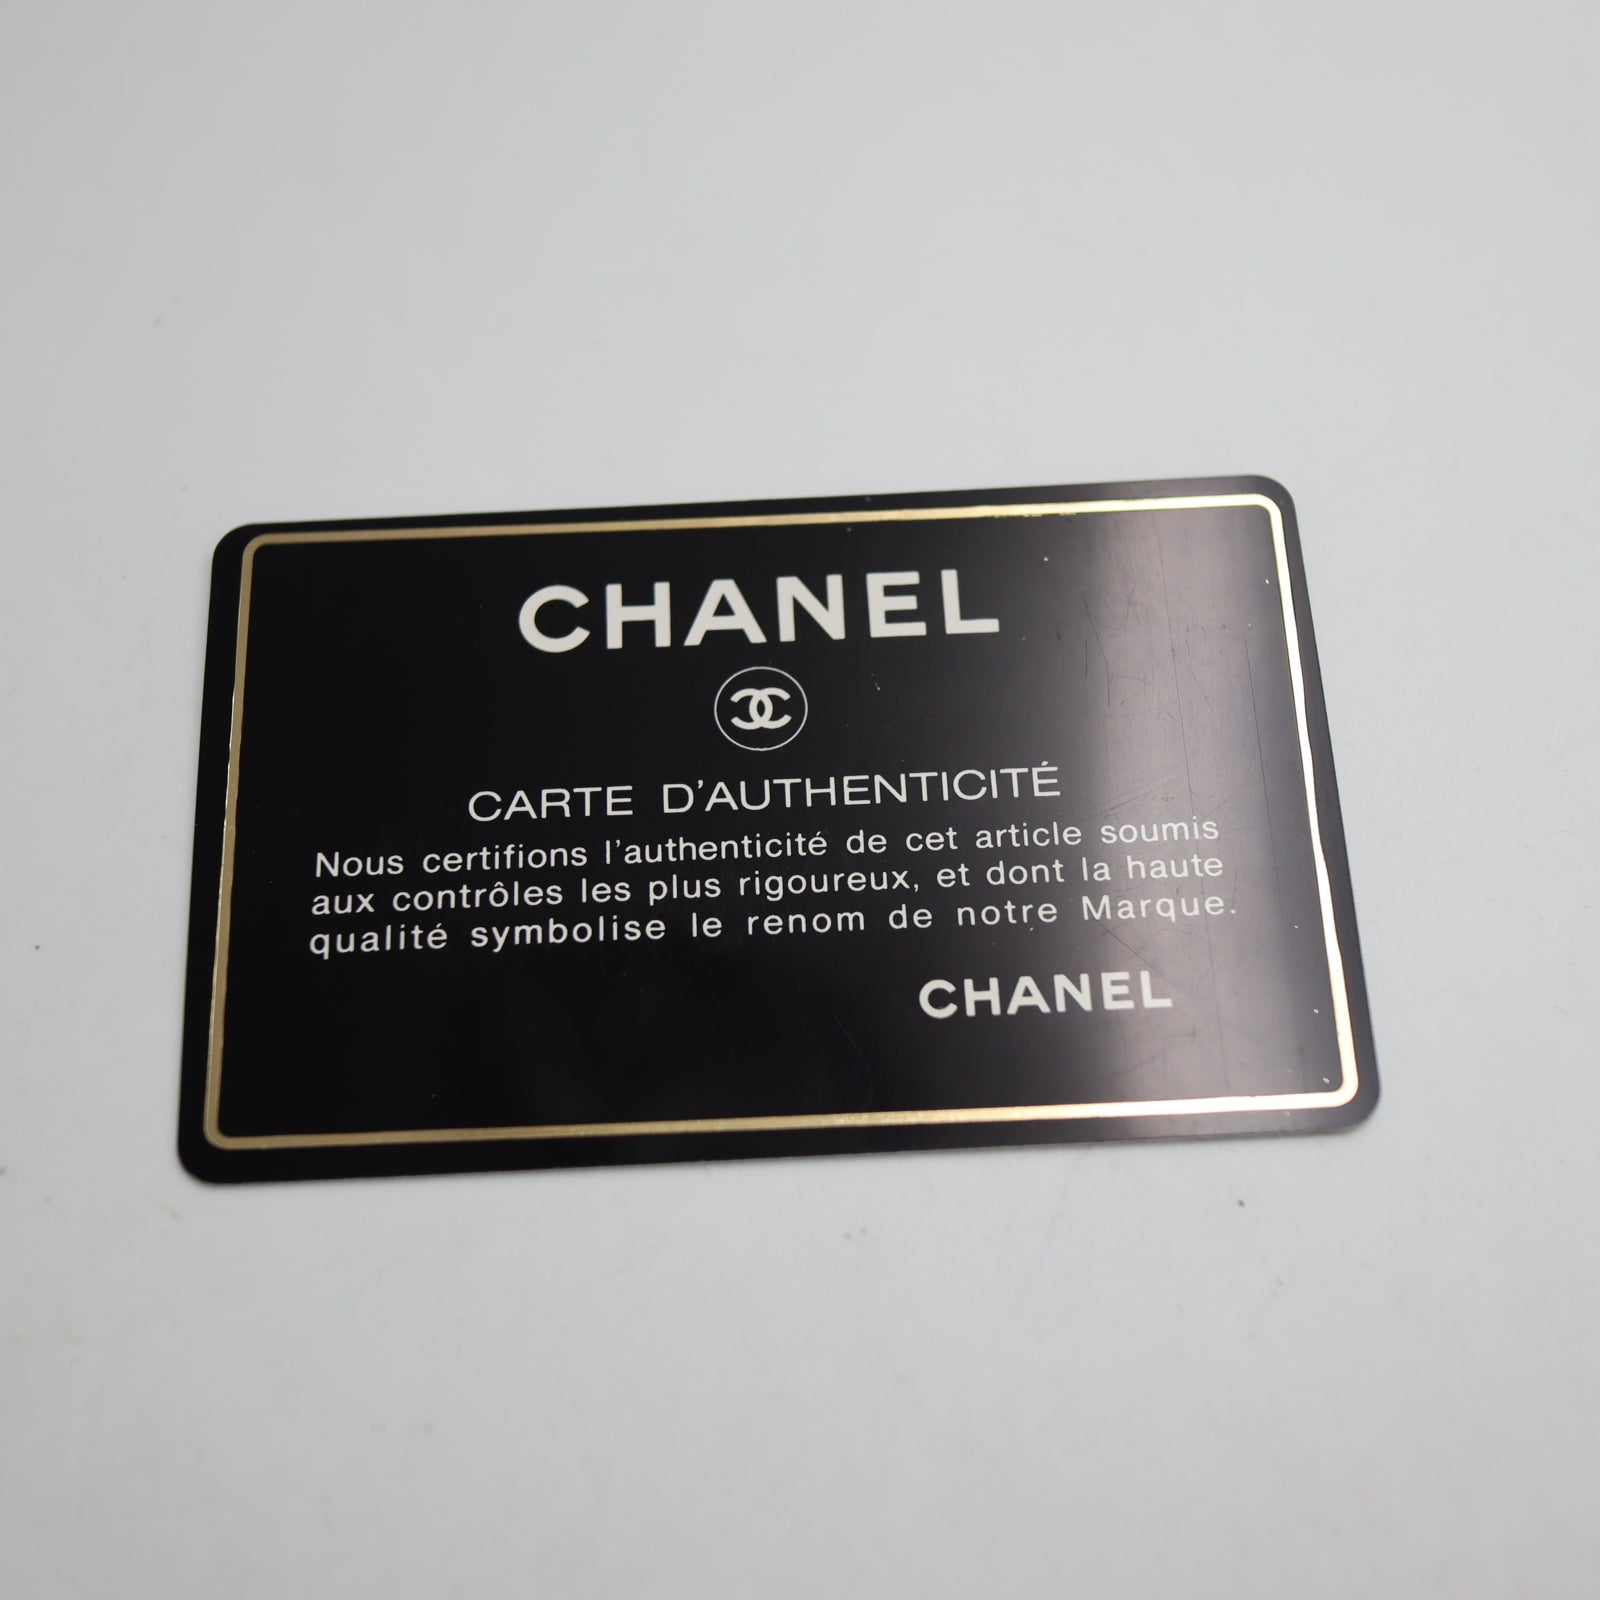 CHANEL
CARTE D'AUTHENTICITÉ
Nous certifions l'authenticité de cet article soumis
aux contrôles les plus rigoureux, et dont la haute
qualité symbolise le renom de notre Marque.
CHANEL